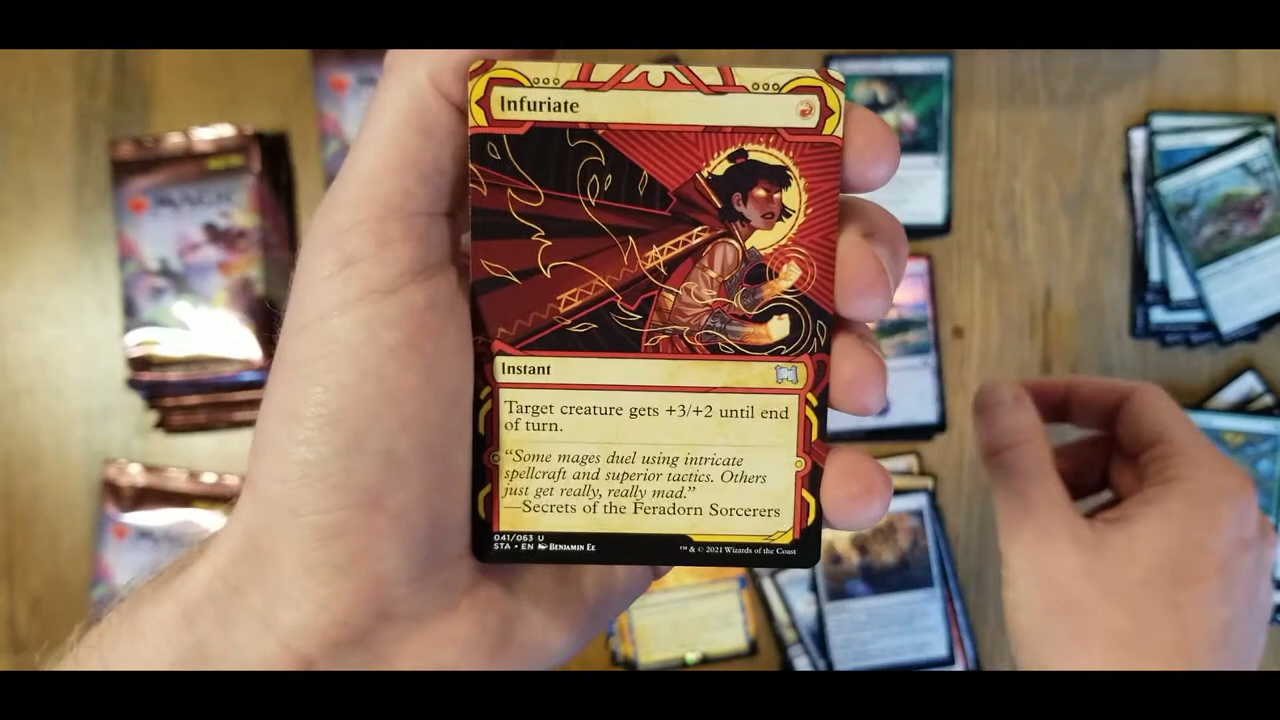 Infuriate
Instant
Target creature gets +3/+2 until end
of turn.
“Some mages duel using intricate
spellcraft and superior tactics. Others
just get really, really mad.”
—Secrets of the Feradorn Sorcerers
041/063 U
STA • EN Benjamin Ee
™ & © 2021 Wizards of the Coast
MAGIC